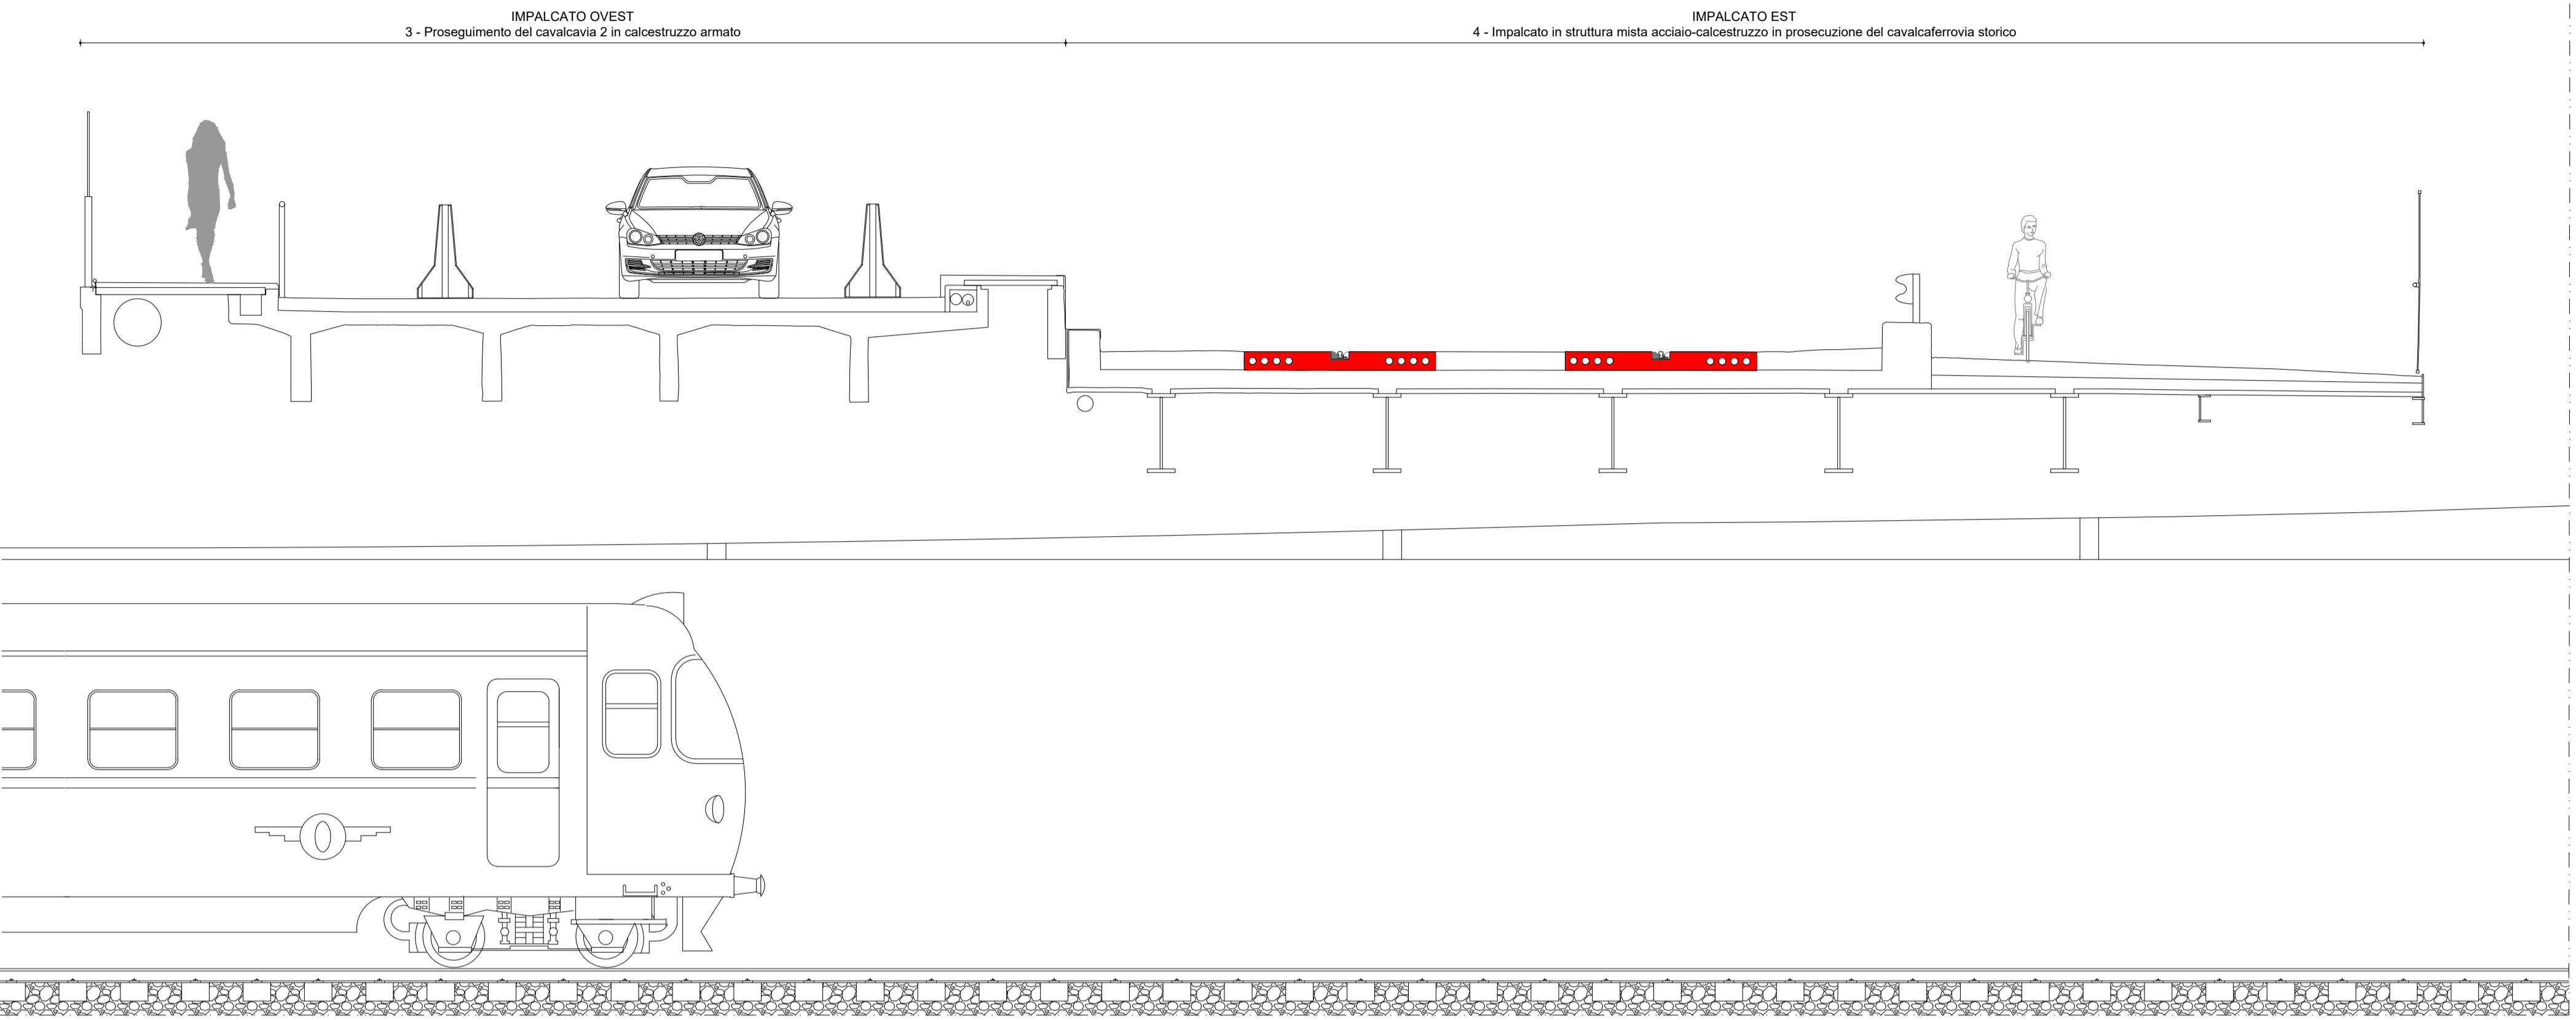 IMPALCATO OVEST
3 - Proseguimento del cavalcavia 2 in calcestruzzo armato
IMPALCATO EST
4 - Impalcato in struttura mista acciaio-calcestruzzo in prosecuzione del cavalcaferrovia storico